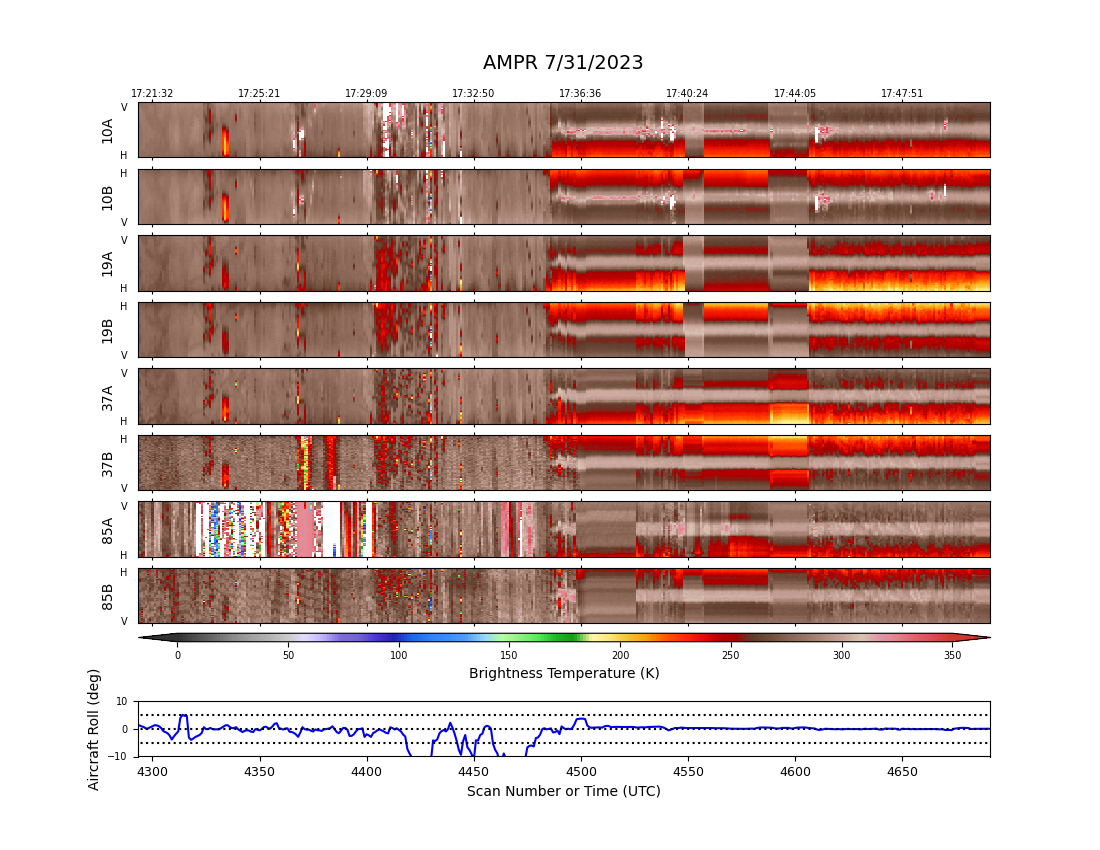 AMPR 7/31/2023
17:21:32 17:25:21 17:29:09 17:32:50 17:36:36 17:40:24 17:44:05 17:47:51
V
10A
H
H
10B
V
V
19A
H
H
19B
V
V
37A
H
H
37B
V
V
85A
H
H
85B
V
0 50 100 150 200 250 300 350
Brightness Temperature (K)
Aircraft Roll (deg)
10
0
−10
4300 4350 4400 4450 4500 4550 4600 4650
Scan Number or Time (UTC)